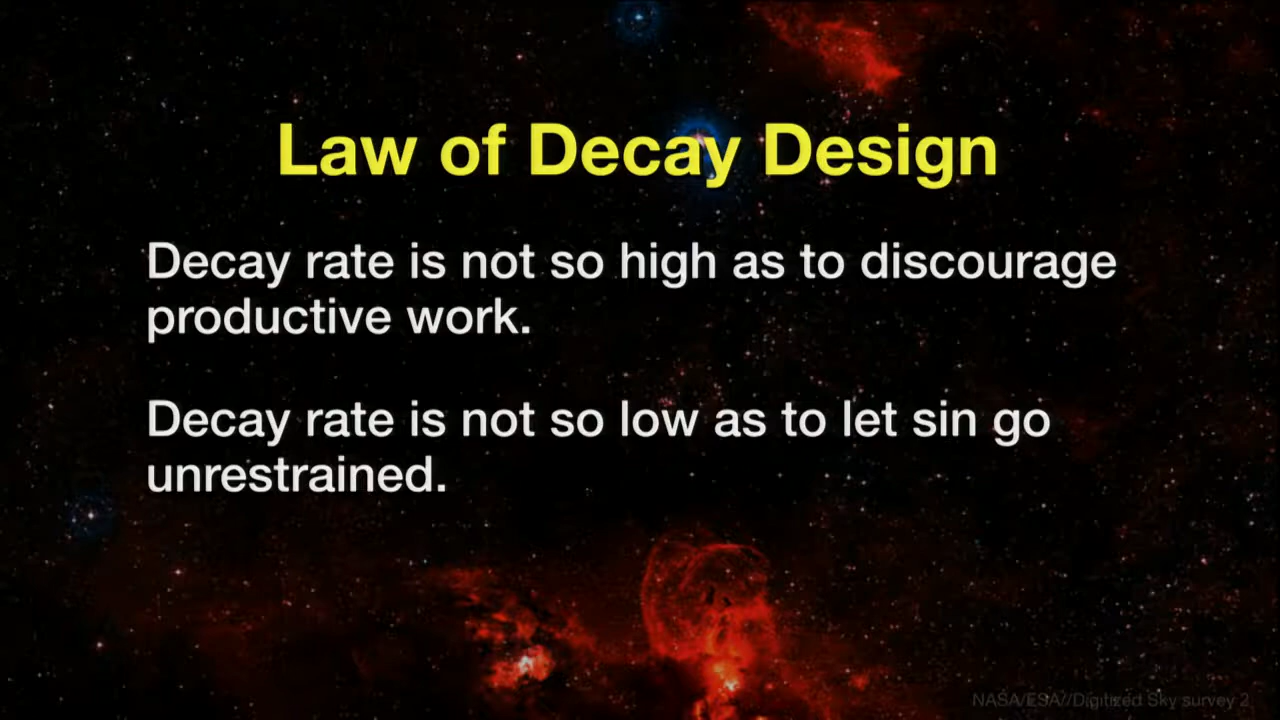 Law of Decay Design
Decay rate is not so high as to discourage
productive work.
Decay rate is not so low as to let sin go
unrestrained.
NASA/ESA//Digitized Sky survey 2